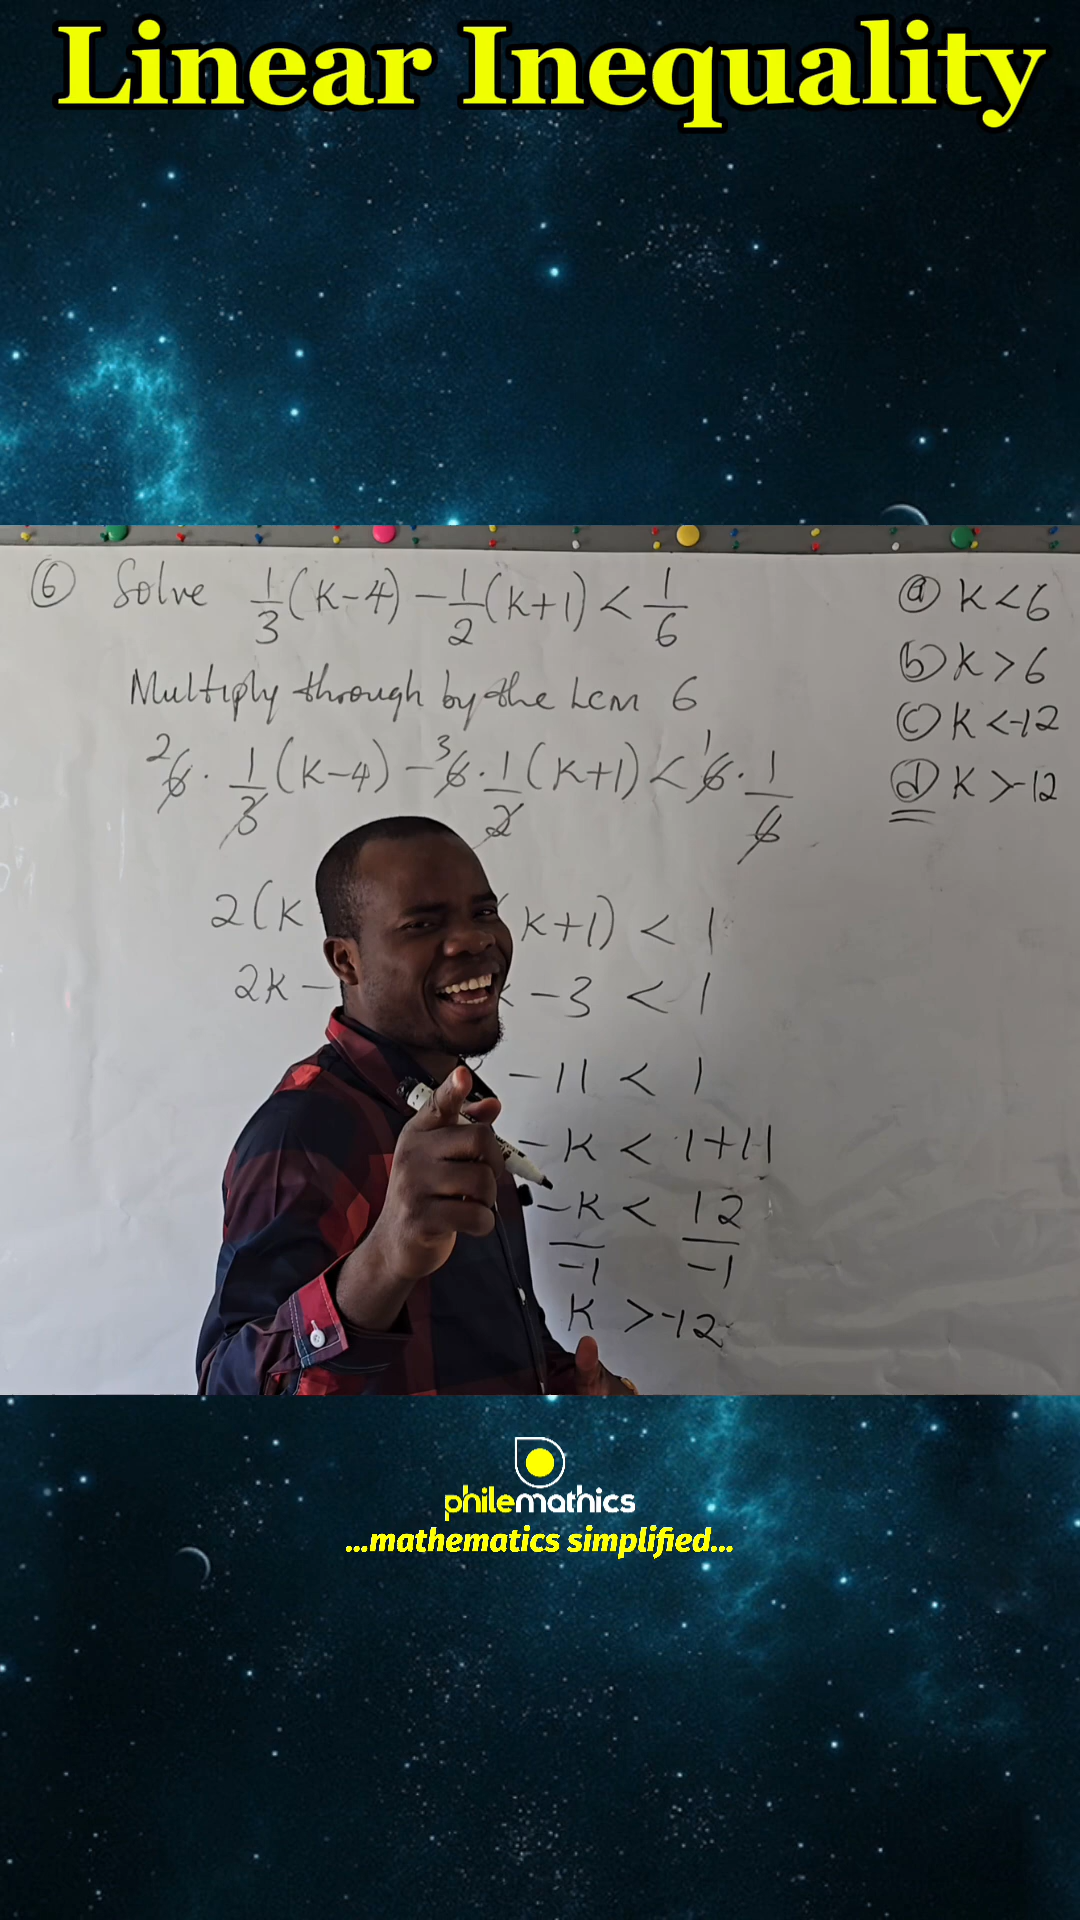 Linear Inequality
⑥ Solve 1/3(K-4) - 1/2(K+1) < 1/6
Multiply through by the LCM 6
2 6 · 1/3(K-4) - 3 6 · 1/2(K+1) < 1 6 · 1/6
2(K K+1) < 1
2K - -3 < 1
-11 < 1
-K < 1+11
-K/-1 < 12/-1
K > -12
ⓐ K < 6
ⓑ K > 6
ⓒ K < -12
ⓓ K > -12
philemathics
...mathematics simplified...